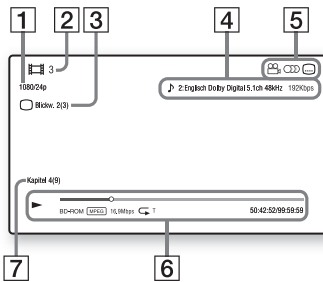 1 2 3 4 5
3
1080/24p
Blickw. 2(3)
2:Englisch Dolby Digital 5.1ch 48kHz 192Kbps
Kapitel 4(9)
BD-ROM MPEG 16,9Mbps T 50:42:52/99:59:59
7 6